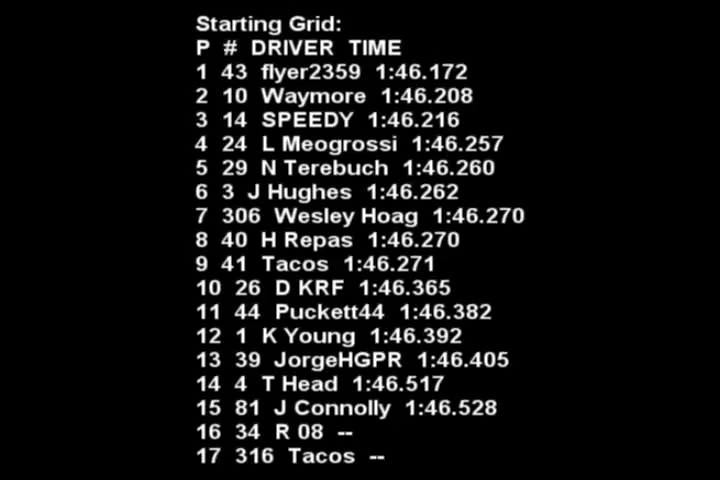 Starting Grid:
P # DRIVER TIME
1 43 flyer2359 1:46.172
2 10 Waymore 1:46.208
3 14 SPEEDY 1:46.216
4 24 L Meogrossi 1:46.257
5 29 N Terebuch 1:46.260
6 3 J Hughes 1:46.262
7 306 Wesley Hoag 1:46.270
8 40 H Repas 1:46.270
9 41 Tacos 1:46.271
10 26 D KRF 1:46.365
11 44 Puckett44 1:46.382
12 1 K Young 1:46.392
13 39 JorgeHGPR 1:46.405
14 4 T Head 1:46.517
15 81 J Connolly 1:46.528
16 34 R 08 --
17 316 Tacos --